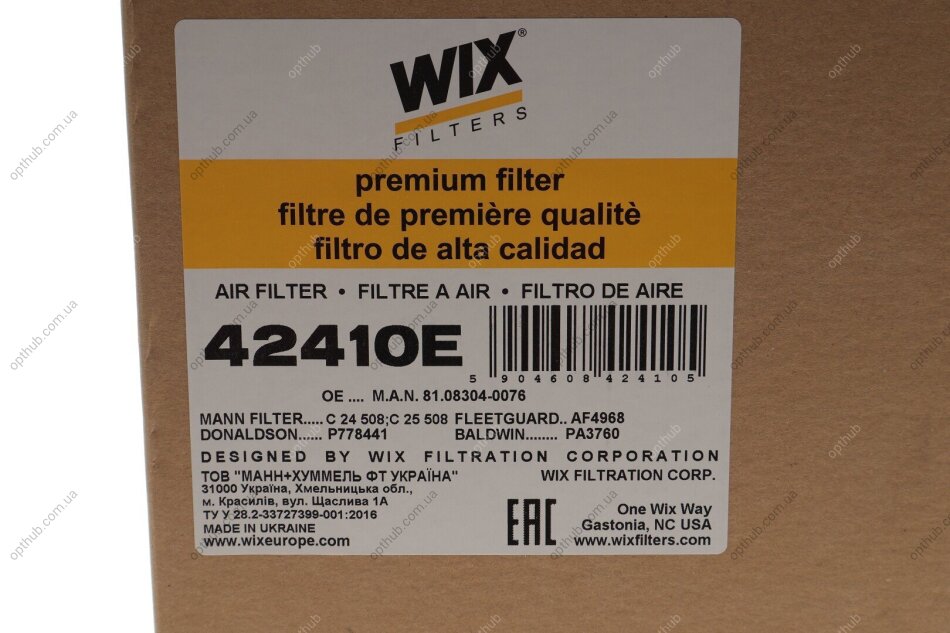 WIX®
FILTERS
premium filter
filtre de première qualitè
filtro de alta calidad
AIR FILTER • FILTRE A AIR • FILTRO DE AIRE
42410E
5 904608 424105
OE .... M.A.N. 81.08304-0076
MANN FILTER..... C 24 508;C 25 508 FLEETGUARD.. AF4968
DONALDSON...... P778441 BALDWIN........ PA3760
DESIGNED BY WIX FILTRATION CORPORATION
ТОВ "МАНН+ХУММЕЛЬ ФТ УКРАЇНА"
31000 Україна, Хмельницька обл.,
м. Красилів, вул. Щаслива 1А
ТУ У 28.2-33727399-001:2016
MADE IN UKRAINE
www.wixeurope.com
EAC
WIX FILTRATION CORP.
One Wix Way
Gastonia, NC USA
www.wixfilters.com
opthub.com.ua